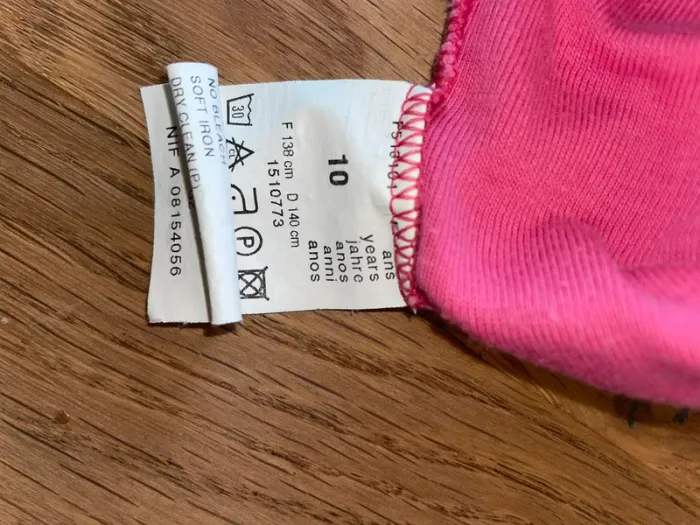 10
ans
years
jahre
anos
anni
anos
F 138 cm D 140 cm
1510773
30
CL
P
NO BLEACH
SOFT IRON
DRY CLEAN (P)
NIF A 08154056